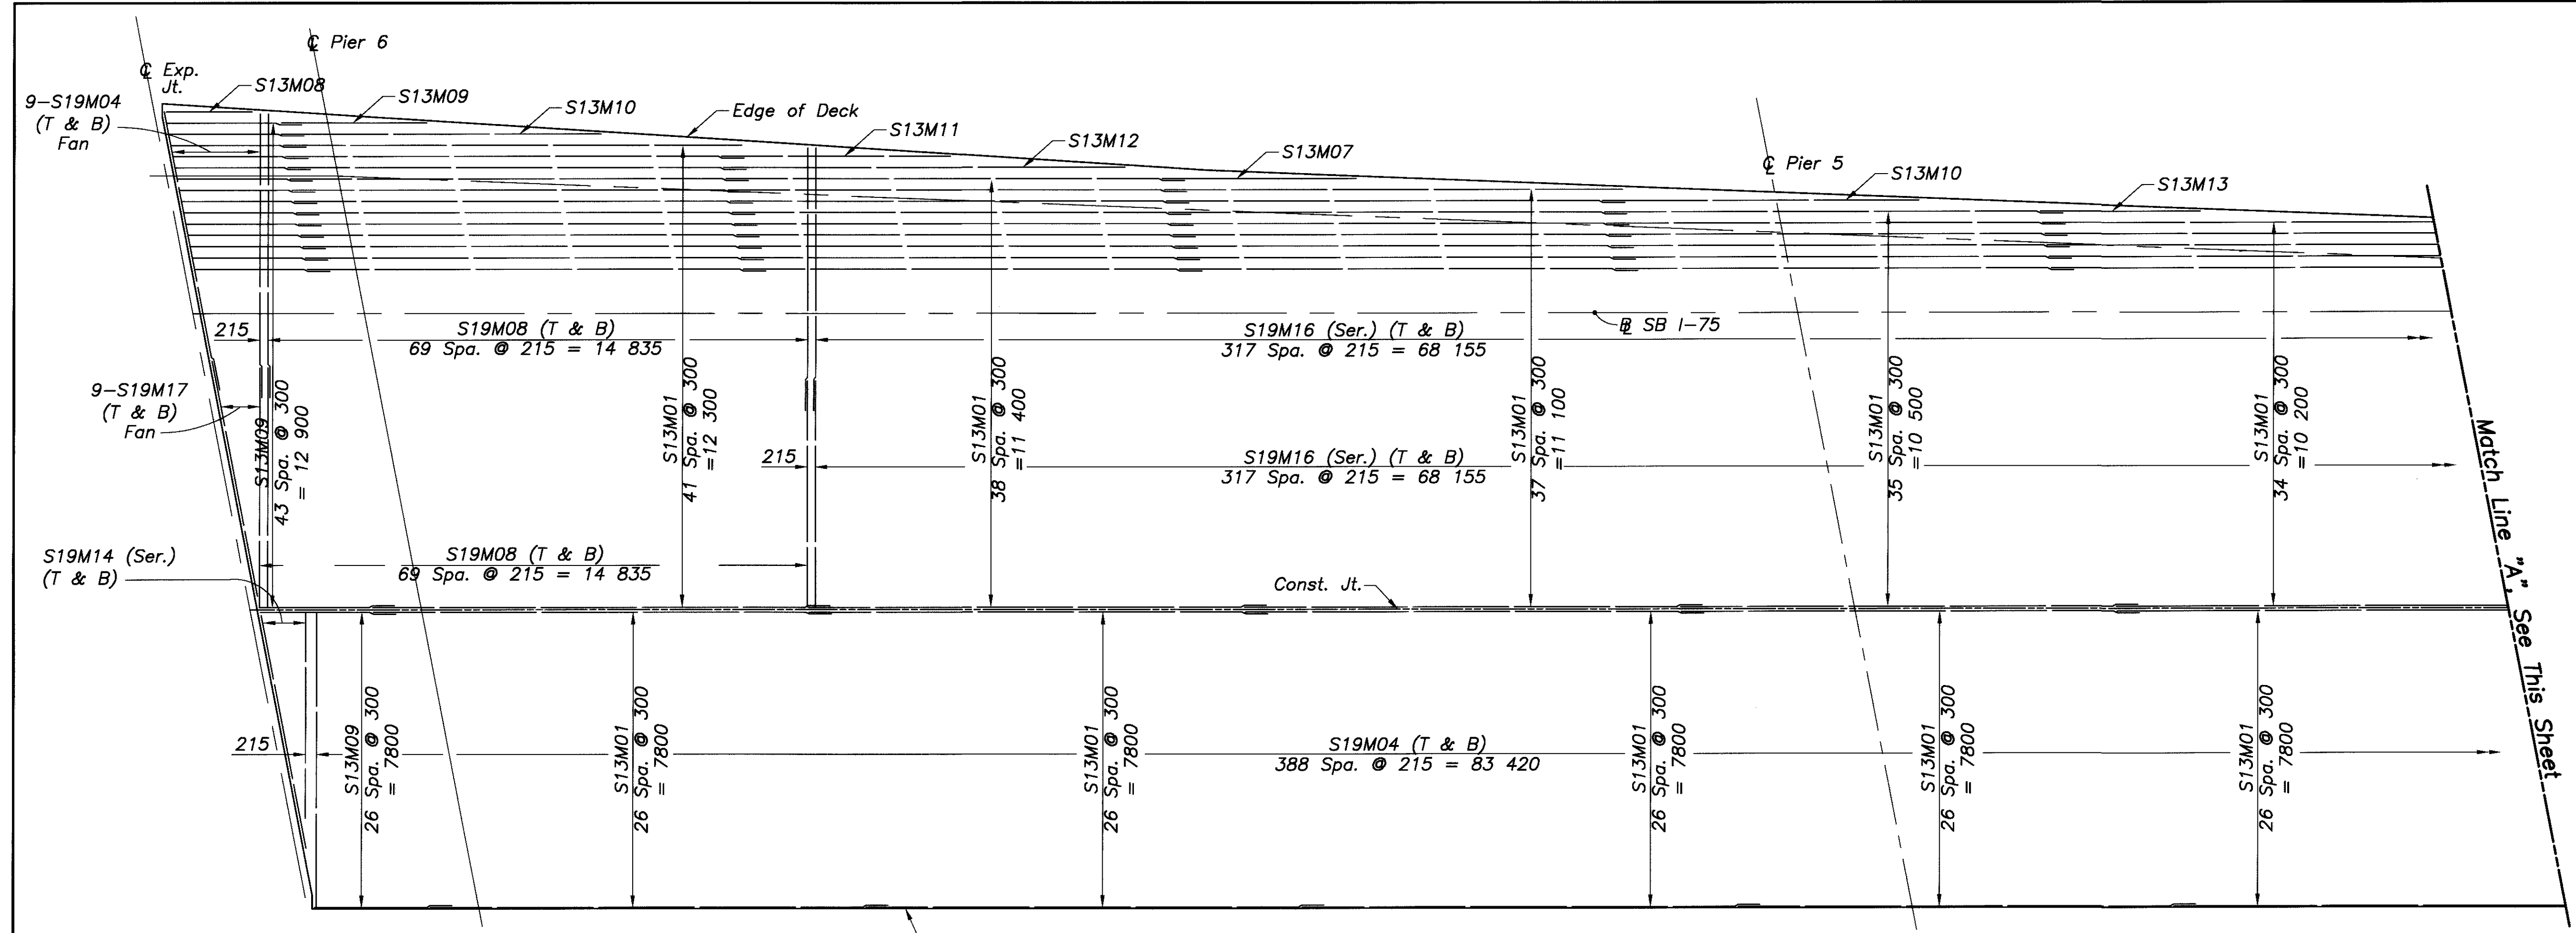 ℄ Pier 6
℄ Exp.
Jt.
S13M08
9-S19M04
(T & B)
Fan
S13M09
S13M10
Edge of Deck
S13M11
S13M12
S13M07
℄ Pier 5
S13M10
S13M13
215
S19M08 (T & B)
69 Spa. @ 215 = 14 835
S19M16 (Ser.) (T & B)
317 Spa. @ 215 = 68 155
SB I-75
9-S19M17
(T & B)
Fan
S13M09
43 Spa. @ 300
= 12 900
S13M01
41 Spa. @ 300
=12 300
S13M01
38 Spa. @ 300
=11 400
S13M01
37 Spa. @ 300
=11 100
S13M01
35 Spa. @ 300
=10 500
S13M01
34 Spa. @ 300
=10 200
215
S19M16 (Ser.) (T & B)
317 Spa. @ 215 = 68 155
Match Line "A", See This Sheet
S19M14 (Ser.)
(T & B)
S19M08 (T & B)
69 Spa. @ 215 = 14 835
Const. Jt.
215
S13M09
26 Spa. @ 300
= 7800
S13M01
26 Spa. @ 300
= 7800
S13M01
26 Spa. @ 300
= 7800
S19M04 (T & B)
388 Spa. @ 215 = 83 420
S13M01
26 Spa. @ 300
= 7800
S13M01
26 Spa. @ 300
= 7800
S13M01
26 Spa. @ 300
= 7800